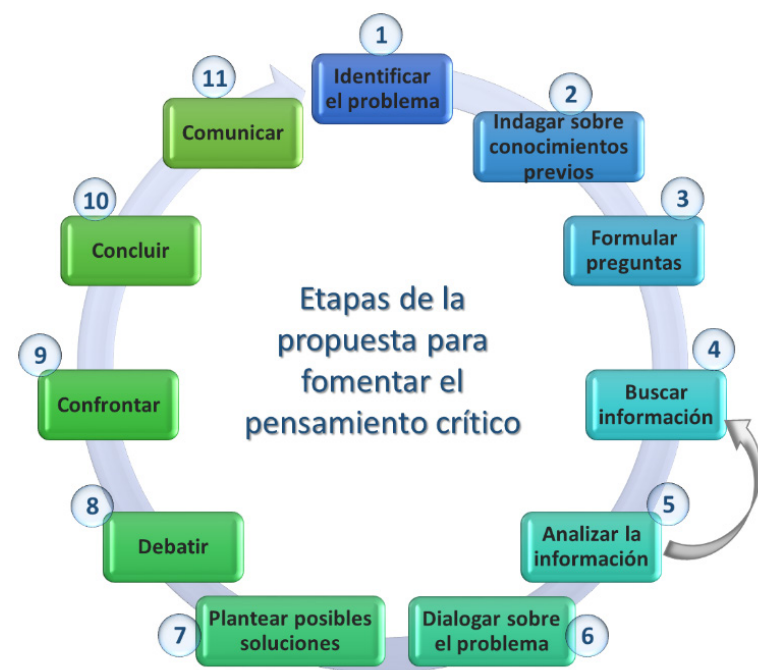 1
Identificar
el problema
2
Indagar sobre
conocimientos
previos
3
Formular
preguntas
4
Buscar
información
5
Analizar la
información
6
Dialogar sobre
el problema
7
Plantear posibles
soluciones
8
Debatir
9
Confrontar
10
Concluir
11
Comunicar
Etapas de la
propuesta para
fomentar el
pensamiento crítico